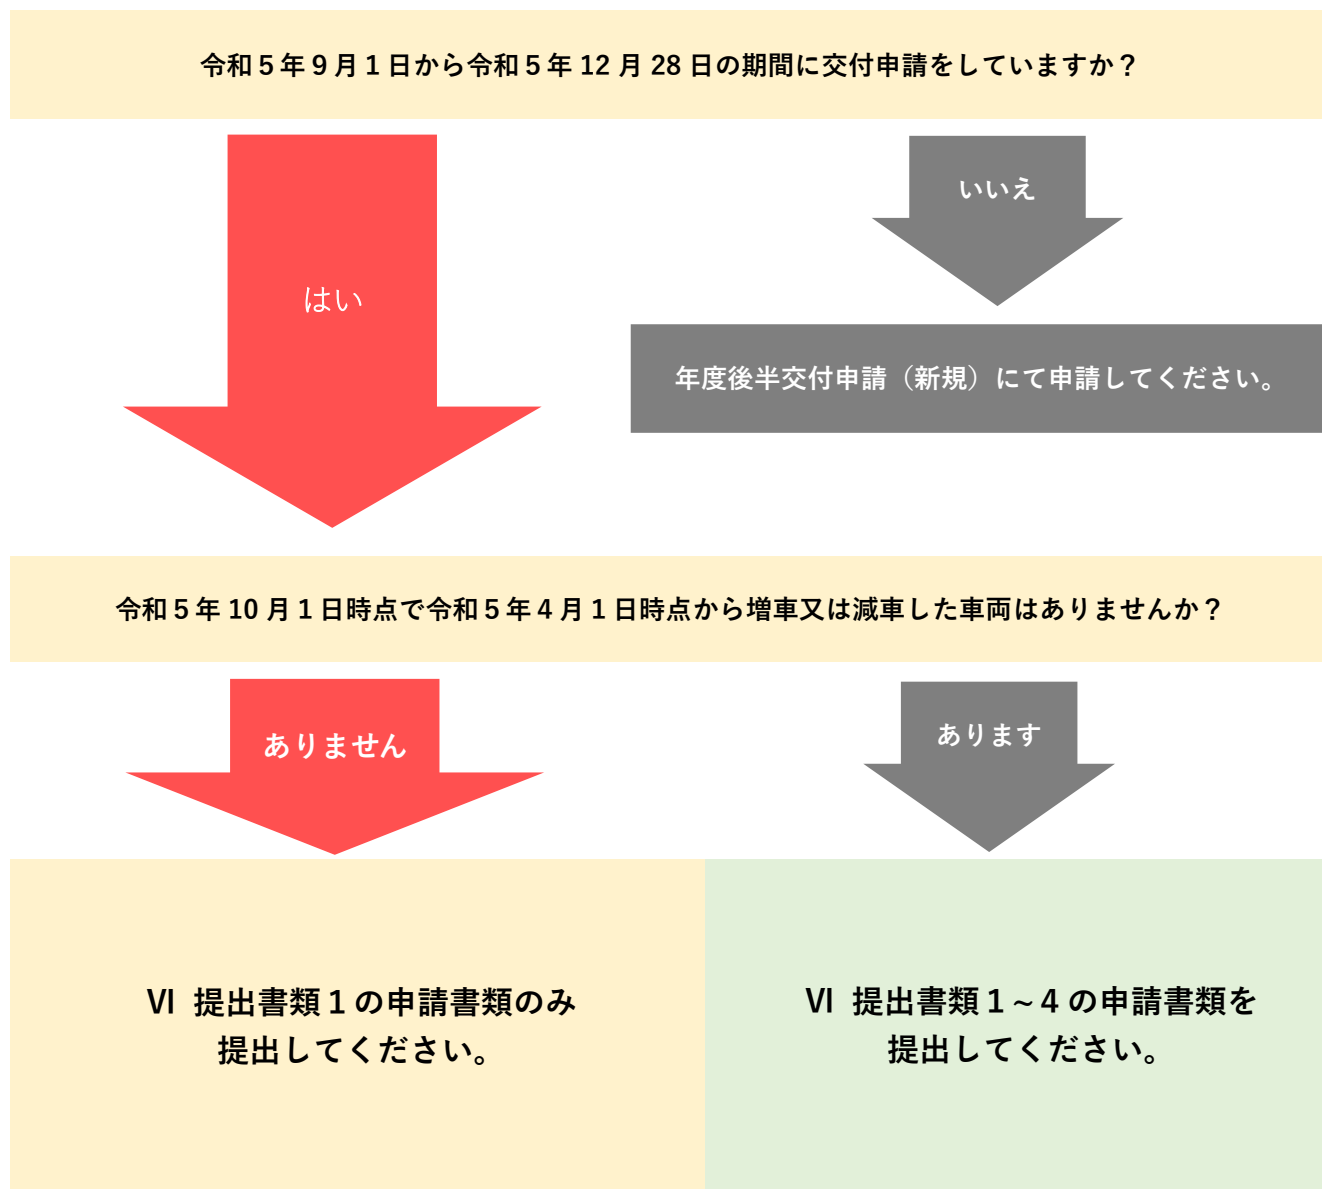 令和５年９月１日から令和５年 12 月 28 日の期間に交付申請をしていますか？
いいえ
はい
年度後半交付申請（新規）にて申請してください。
令和５年 10 月１日時点で令和５年４月１日時点から増車又は減車した車両はありませんか？
ありません
あります
Ⅵ 提出書類１の申請書類のみ
提出してください。
Ⅵ 提出書類１~４の申請書類を
提出してください。